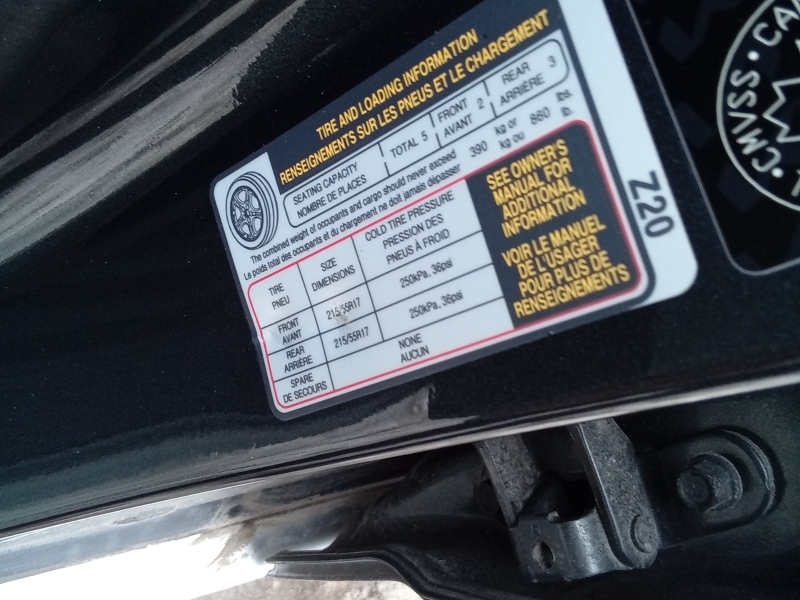 TIRE AND LOADING INFORMATION
RENSEIGNEMENTS SUR LES PNEUS ET LE CHARGEMENT
SEATING CAPACITY
NOMBRE DE PLACES
TOTAL 5
FRONT
AVANT
2
REAR
ARRIÈRE
3
The combined weight of occupants and cargo should never exceed 390 kg or 860 lbs.
Le poids total des occupants et du chargement ne doit jamais dépasser kg ou lb.
TIRE
PNEU
SIZE
DIMENSIONS
COLD TIRE PRESSURE
PRESSION DES
PNEUS À FROID
FRONT
AVANT
215/55R17
250kPa, 36psi
REAR
ARRIÈRE
215/55R17
250kPa, 36psi
SPARE
DE SECOURS
NONE
AUCUN
SEE OWNER'S
MANUAL FOR
ADDITIONAL
INFORMATION
VOIR LE MANUEL
DE L'USAGER
POUR PLUS DE
RENSEIGNEMENTS
Z20
CMVSS